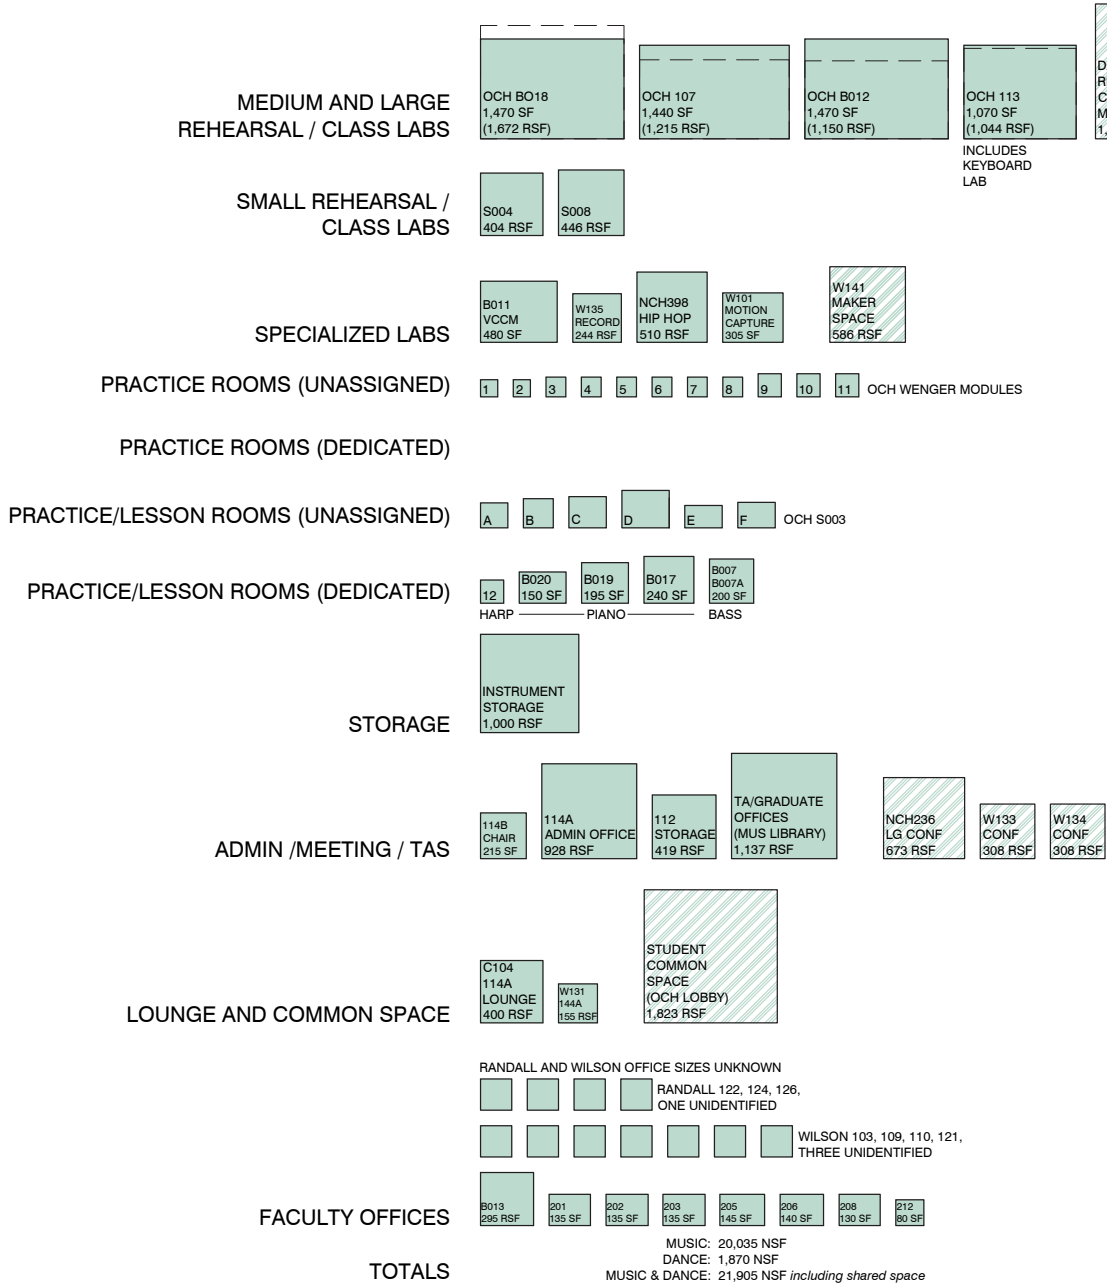 MEDIUM AND LARGE
REHEARSAL / CLASS LABS
OCH BO18
1,470 SF
(1,672 RSF)
OCH 107
1,440 SF
(1,215 RSF)
OCH B012
1,470 SF
(1,150 RSF)
OCH 113
1,070 SF
(1,044 RSF)
INCLUDES
KEYBOARD
LAB
SMALL REHEARSAL /
CLASS LABS
S004
404 RSF
S008
446 RSF
SPECIALIZED LABS
B011
VCCM
480 SF
W135
RECORD
244 RSF
NCH398
HIP HOP
510 RSF
W101
MOTION
CAPTURE
305 SF
W141
MAKER
SPACE
586 RSF
PRACTICE ROOMS (UNASSIGNED)
1 2 3 4 5 6 7 8 9 10 11 OCH WENGER MODULES
PRACTICE ROOMS (DEDICATED)
PRACTICE/LESSON ROOMS (UNASSIGNED)
A B C D E F OCH S003
PRACTICE/LESSON ROOMS (DEDICATED)
12
B020
150 SF
B019
195 SF
B017
240 SF
B007
B007A
200 SF
HARP PIANO BASS
STORAGE
INSTRUMENT
STORAGE
1,000 RSF
ADMIN /MEETING / TAS
114B
CHAIR
215 SF
114A
ADMIN OFFICE
928 RSF
112
STORAGE
419 RSF
TA/GRADUATE
OFFICES
(MUS LIBRARY)
1,137 RSF
NCH236
LG CONF
673 RSF
W133
CONF
308 RSF
W134
CONF
308 RSF
LOUNGE AND COMMON SPACE
C104
114A
LOUNGE
400 RSF
W131
144A
155 RSF
STUDENT
COMMON
SPACE
(OCH LOBBY)
1,823 RSF
RANDALL AND WILSON OFFICE SIZES UNKNOWN
RANDALL 122, 124, 126,
ONE UNIDENTIFIED
WILSON 103, 109, 110, 121,
THREE UNIDENTIFIED
FACULTY OFFICES
B013
295 RSF
201
135 SF
202
135 SF
203
135 SF
205
145 SF
206
140 SF
208
130 SF
212
80 SF
TOTALS
MUSIC: 20,035 NSF
DANCE: 1,870 NSF
MUSIC & DANCE: 21,905 NSF including shared space